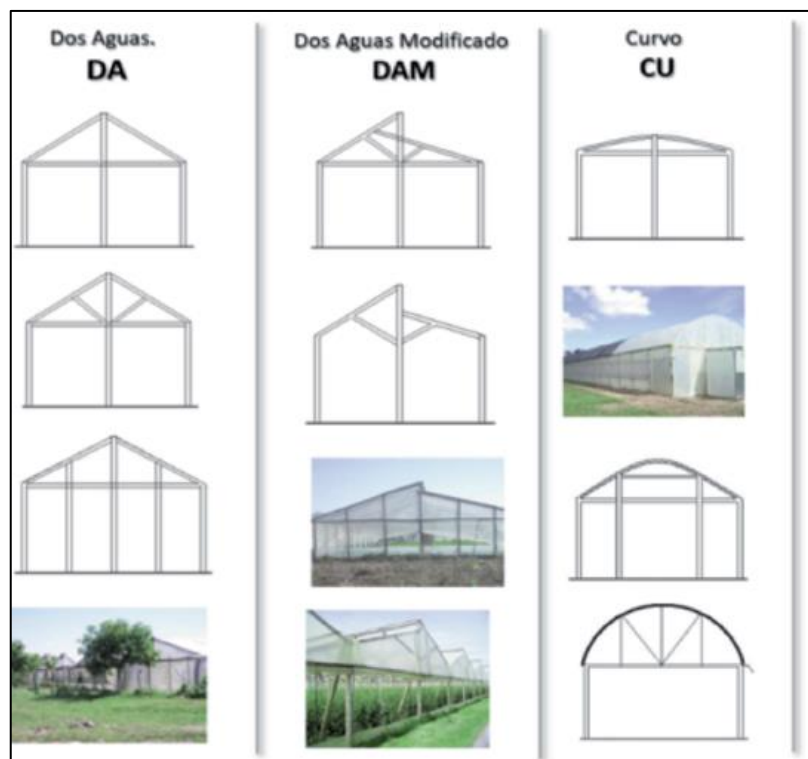 Dos Aguas.
DA
Dos Aguas Modificado
DAM
Curvo
CU